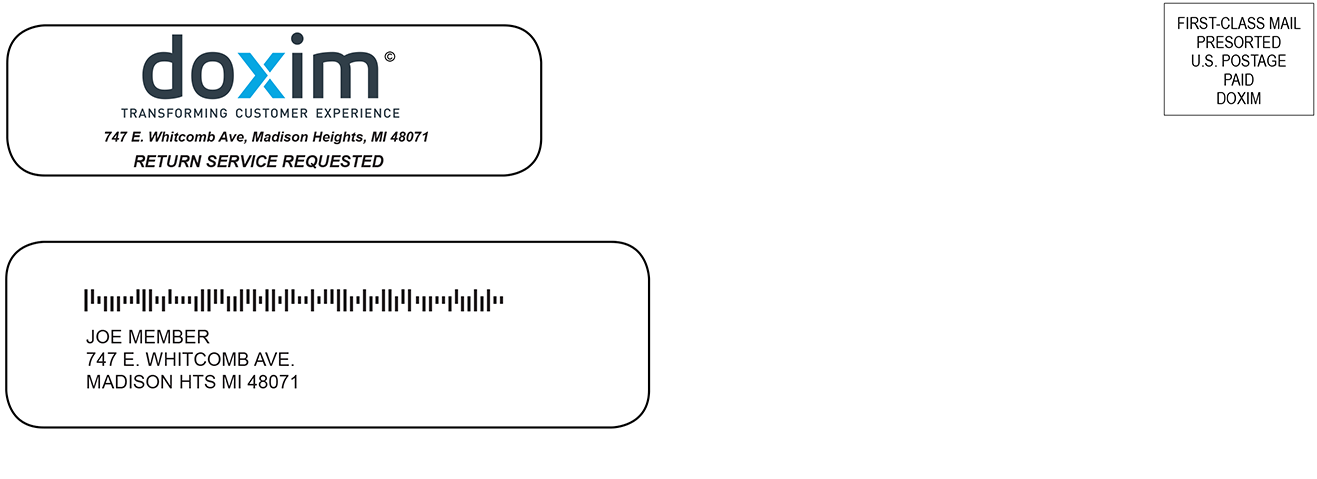 doxim©
TRANSFORMING CUSTOMER EXPERIENCE
747 E. Whitcomb Ave, Madison Heights, MI 48071
RETURN SERVICE REQUESTED
FIRST-CLASS MAIL
PRESORTED
U.S. POSTAGE
PAID
DOXIM
JOE MEMBER
747 E. WHITCOMB AVE.
MADISON HTS MI 48071